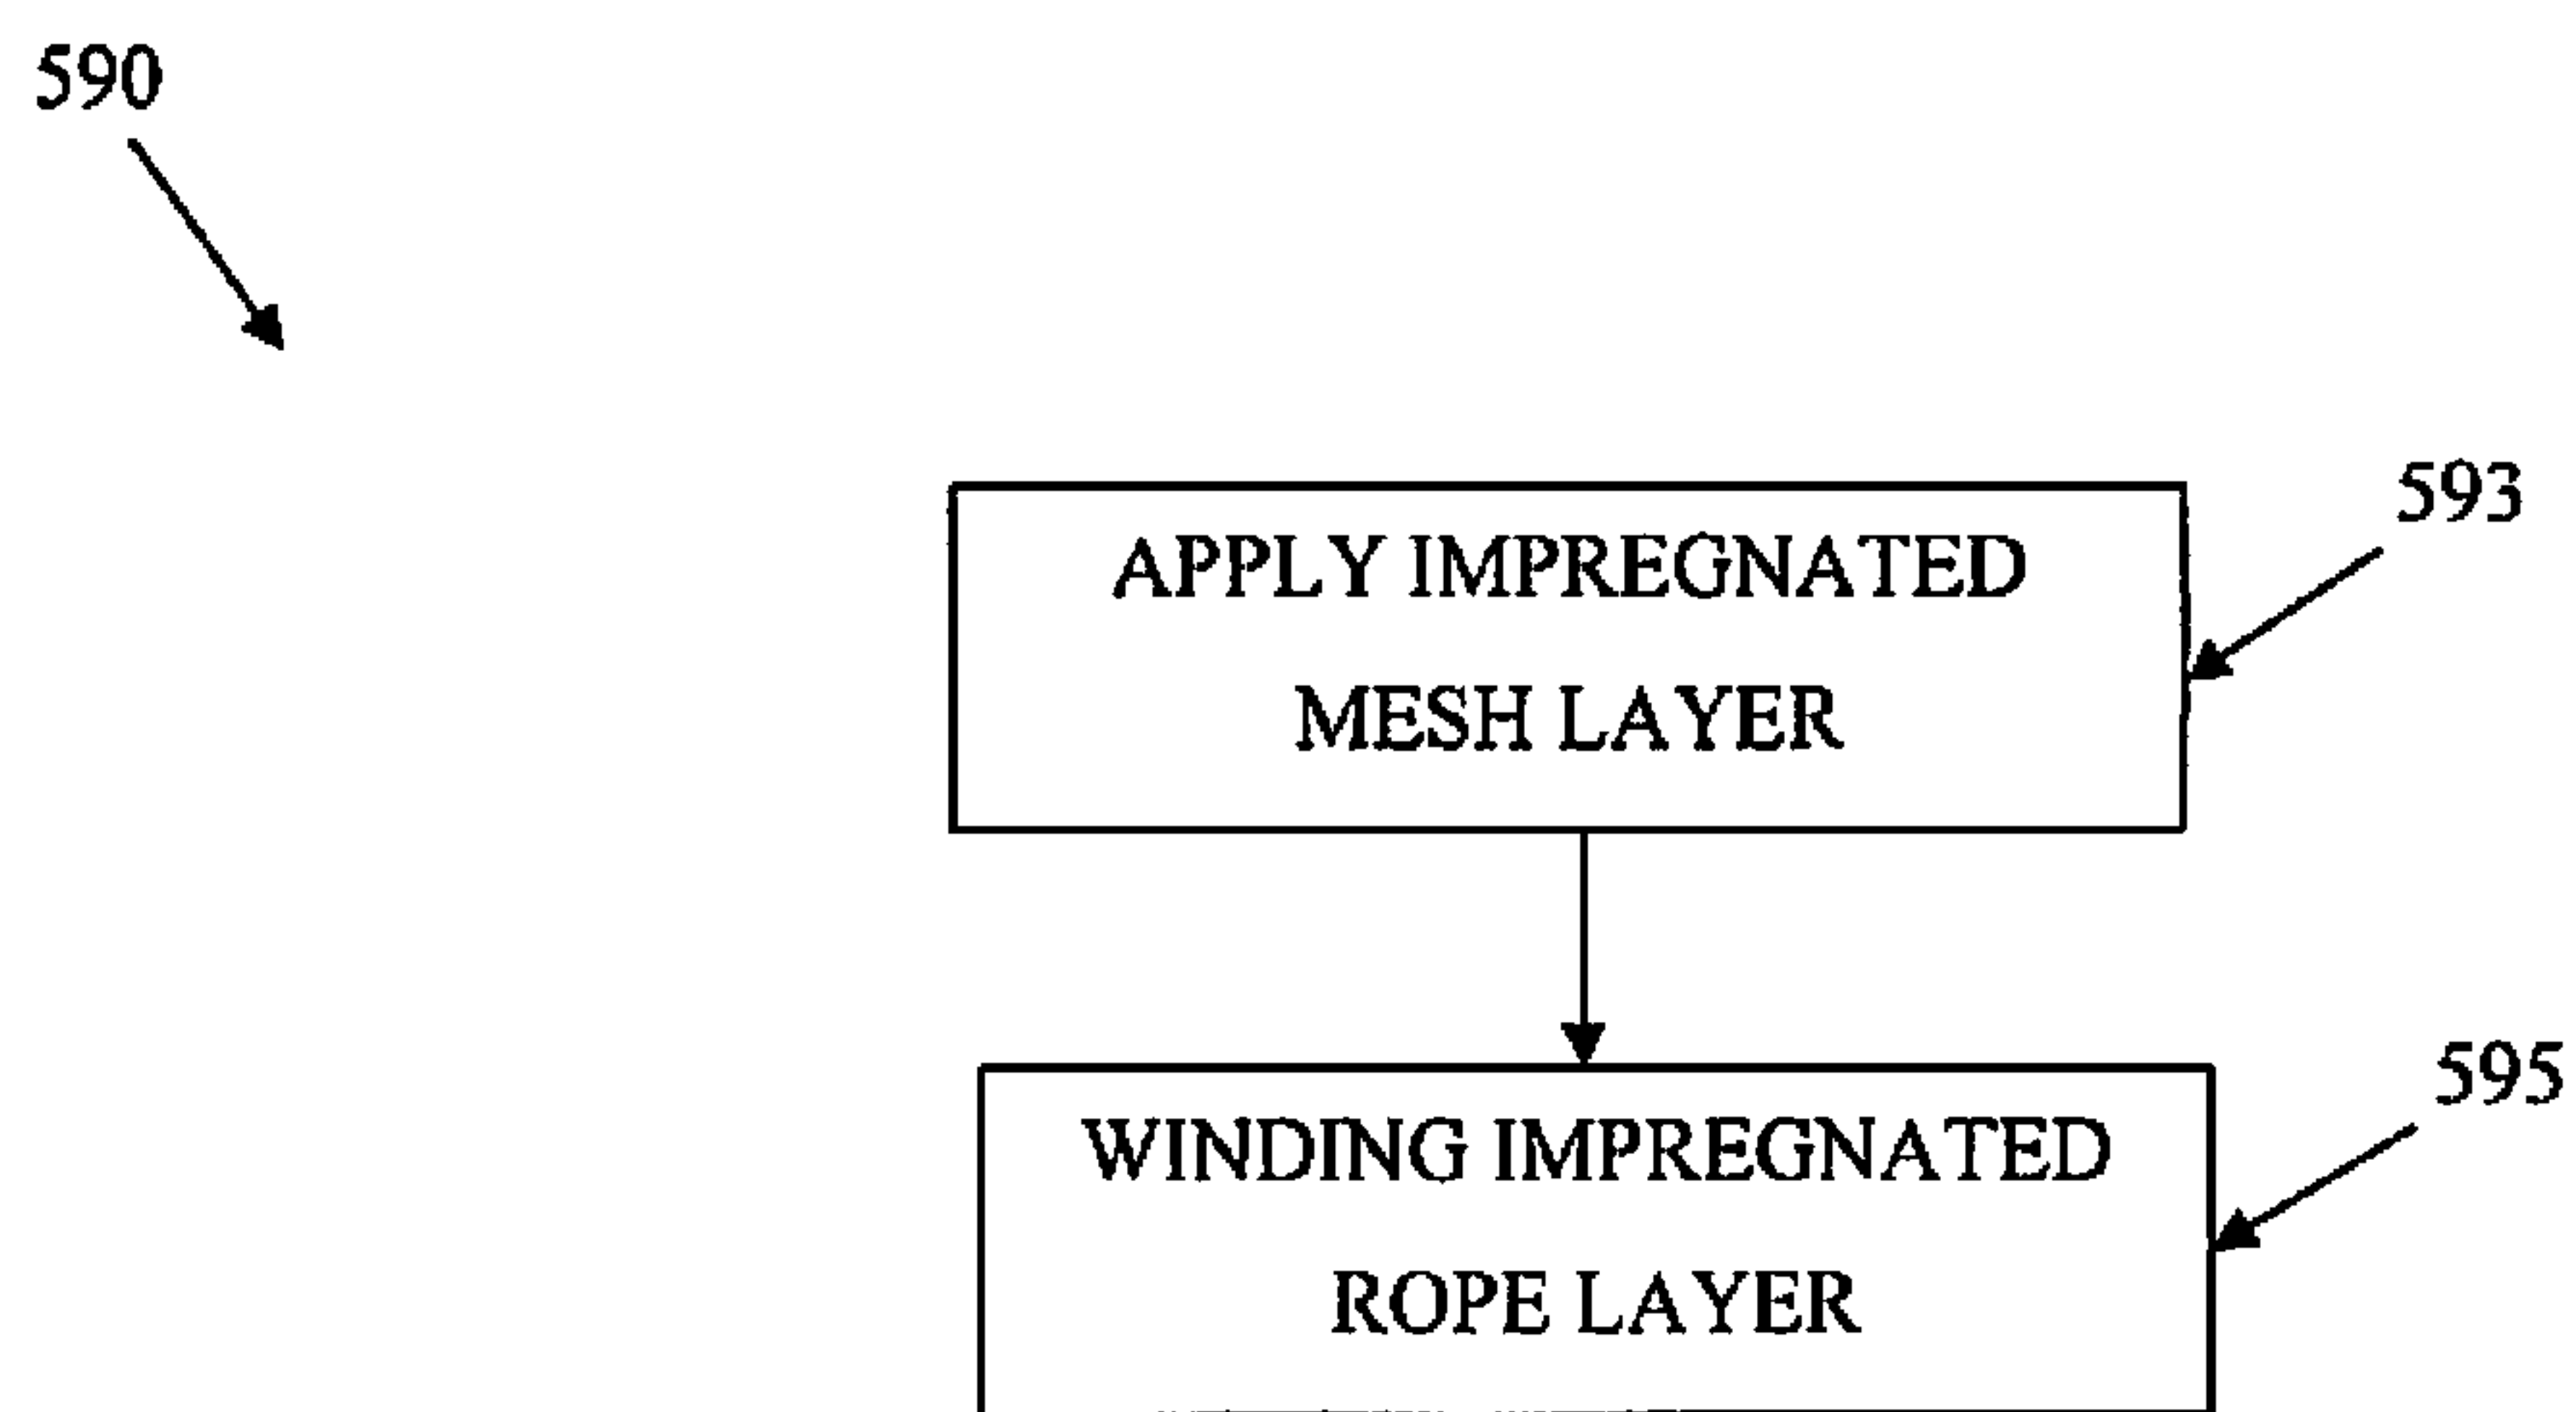 590
593
APPLY IMPREGNATED
MESH LAYER
595
WINDING IMPREGNATED
ROPE LAYER